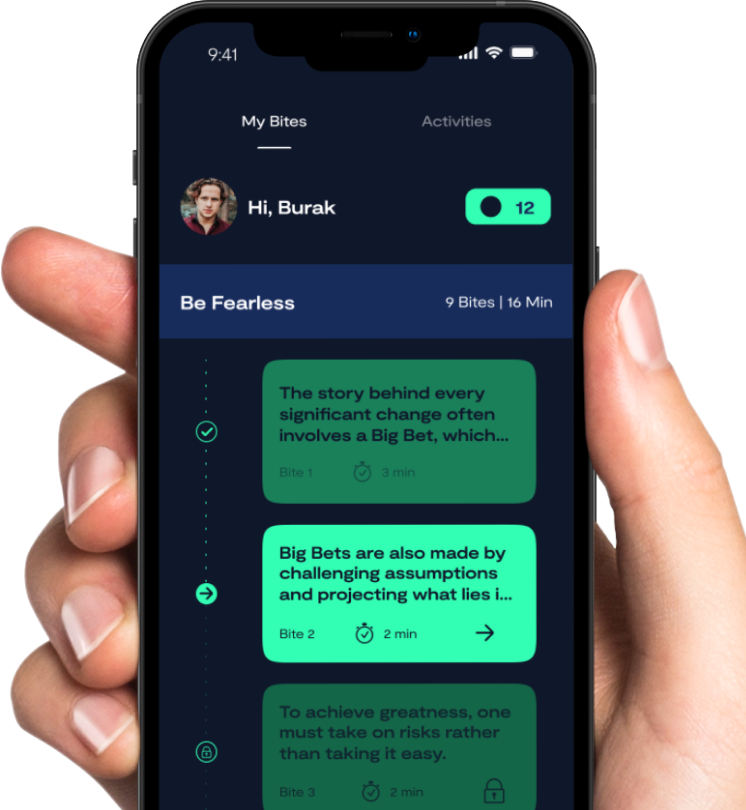 9:41
My Bites Activities
Hi, Burak 12
Be Fearless 9 Bites | 16 Min
The story behind every
significant change often
involves a Big Bet, which...
Bite 1 3 min
Big Bets are also made by
challenging assumptions
and projecting what lies i...
Bite 2 2 min
To achieve greatness, one
must take on risks rather
than taking it easy.
Bite 3 2 min